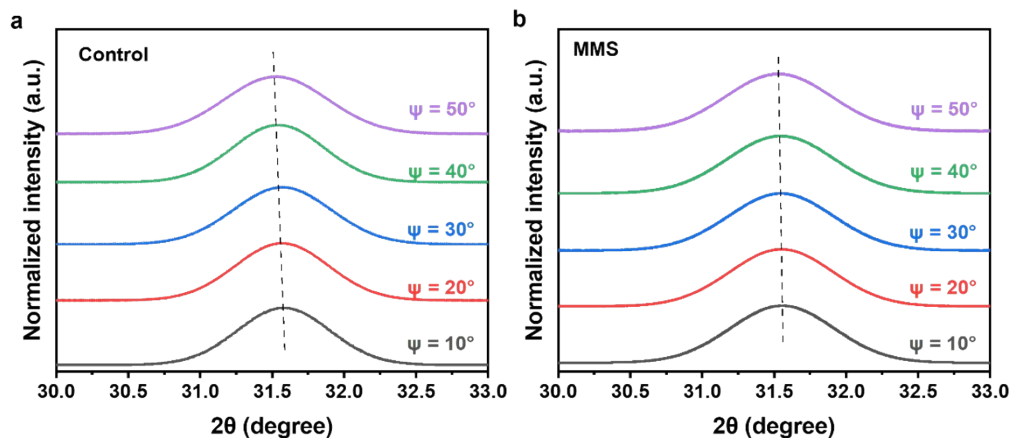 a
Control
Normalized intensity (a.u.)
ψ = 50°
ψ = 40°
ψ = 30°
ψ = 20°
ψ = 10°
30.0 30.5 31.0 31.5 32.0 32.5 33.0
2θ (degree)
b
MMS
Normalized intensity (a.u.)
ψ = 50°
ψ = 40°
ψ = 30°
ψ = 20°
ψ = 10°
30.0 30.5 31.0 31.5 32.0 32.5 33.0
2θ (degree)